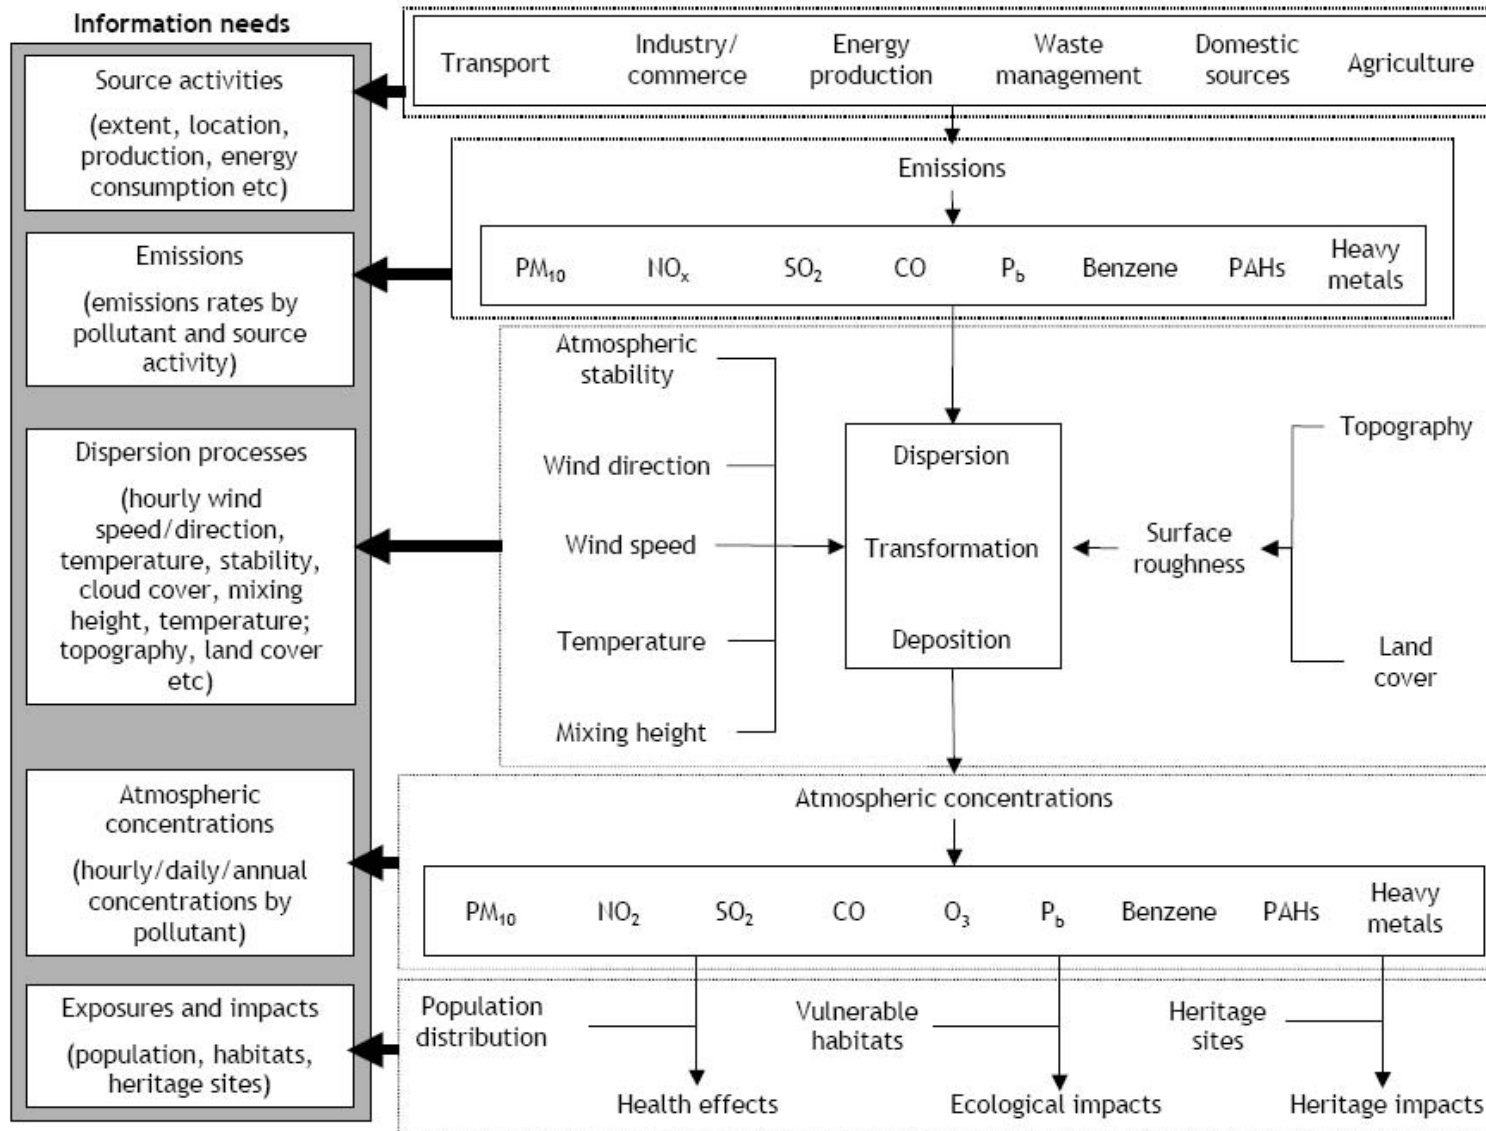 Information needs
Source activities
(extent, location,
production, energy
consumption etc)
Emissions
(emissions rates by
pollutant and source
activity)
Dispersion processes
(hourly wind
speed/direction,
temperature, stability,
cloud cover, mixing
height, temperature;
topography, land cover
etc)
Atmospheric
concentrations
(hourly/daily/annual
concentrations by
pollutant)
Exposures and impacts
(population, habitats,
heritage sites)
Transport
Industry/
commerce
Energy
production
Waste
management
Domestic
sources
Agriculture
Emissions
PM₁₀ NOₓ SO₂ CO P_b Benzene PAHs Heavy
metals
Atmospheric
stability
Wind direction
Wind speed
Temperature
Mixing height
Dispersion
Transformation
Deposition
Surface
roughness
Topography
Land
cover
Atmospheric concentrations
PM₁₀ NO₂ SO₂ CO O₃ P_b Benzene PAHs Heavy
metals
Population
distribution
Vulnerable
habitats
Heritage
sites
Health effects
Ecological impacts
Heritage impacts